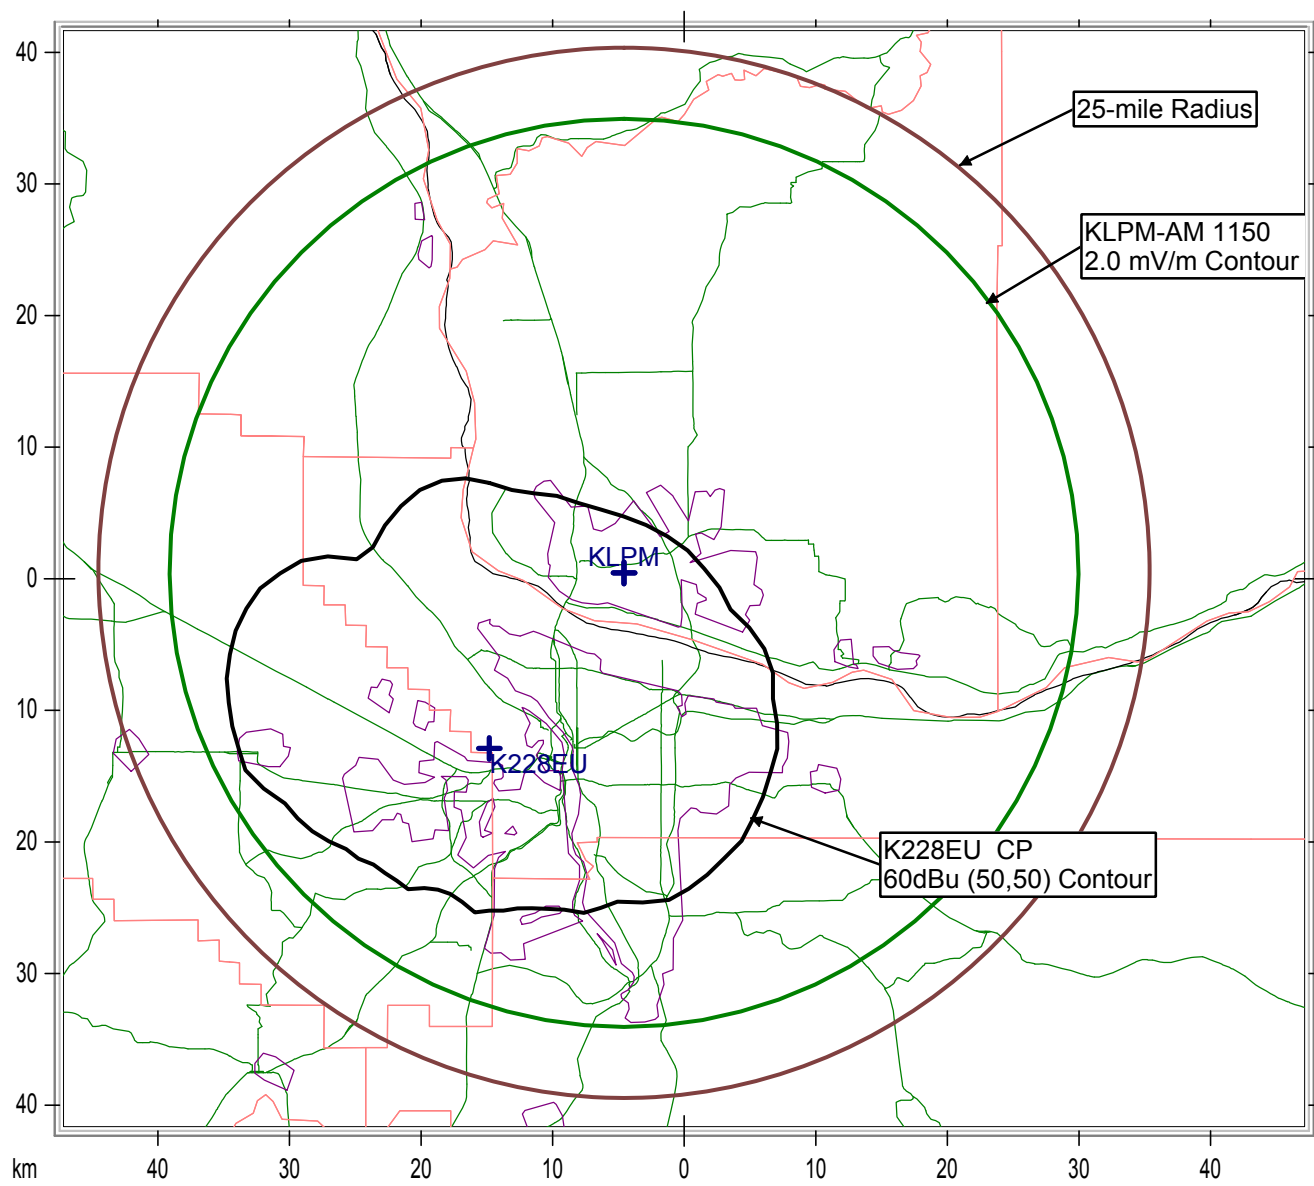 40
25-mile Radius
30
KLPM-AM 1150
2.0 mV/m Contour
20
10
KLPM
0
10
K228EU
20
K228EU CP
60dBu (50,50) Contour
30
40
km 40 30 20 10 0 10 20 30 40